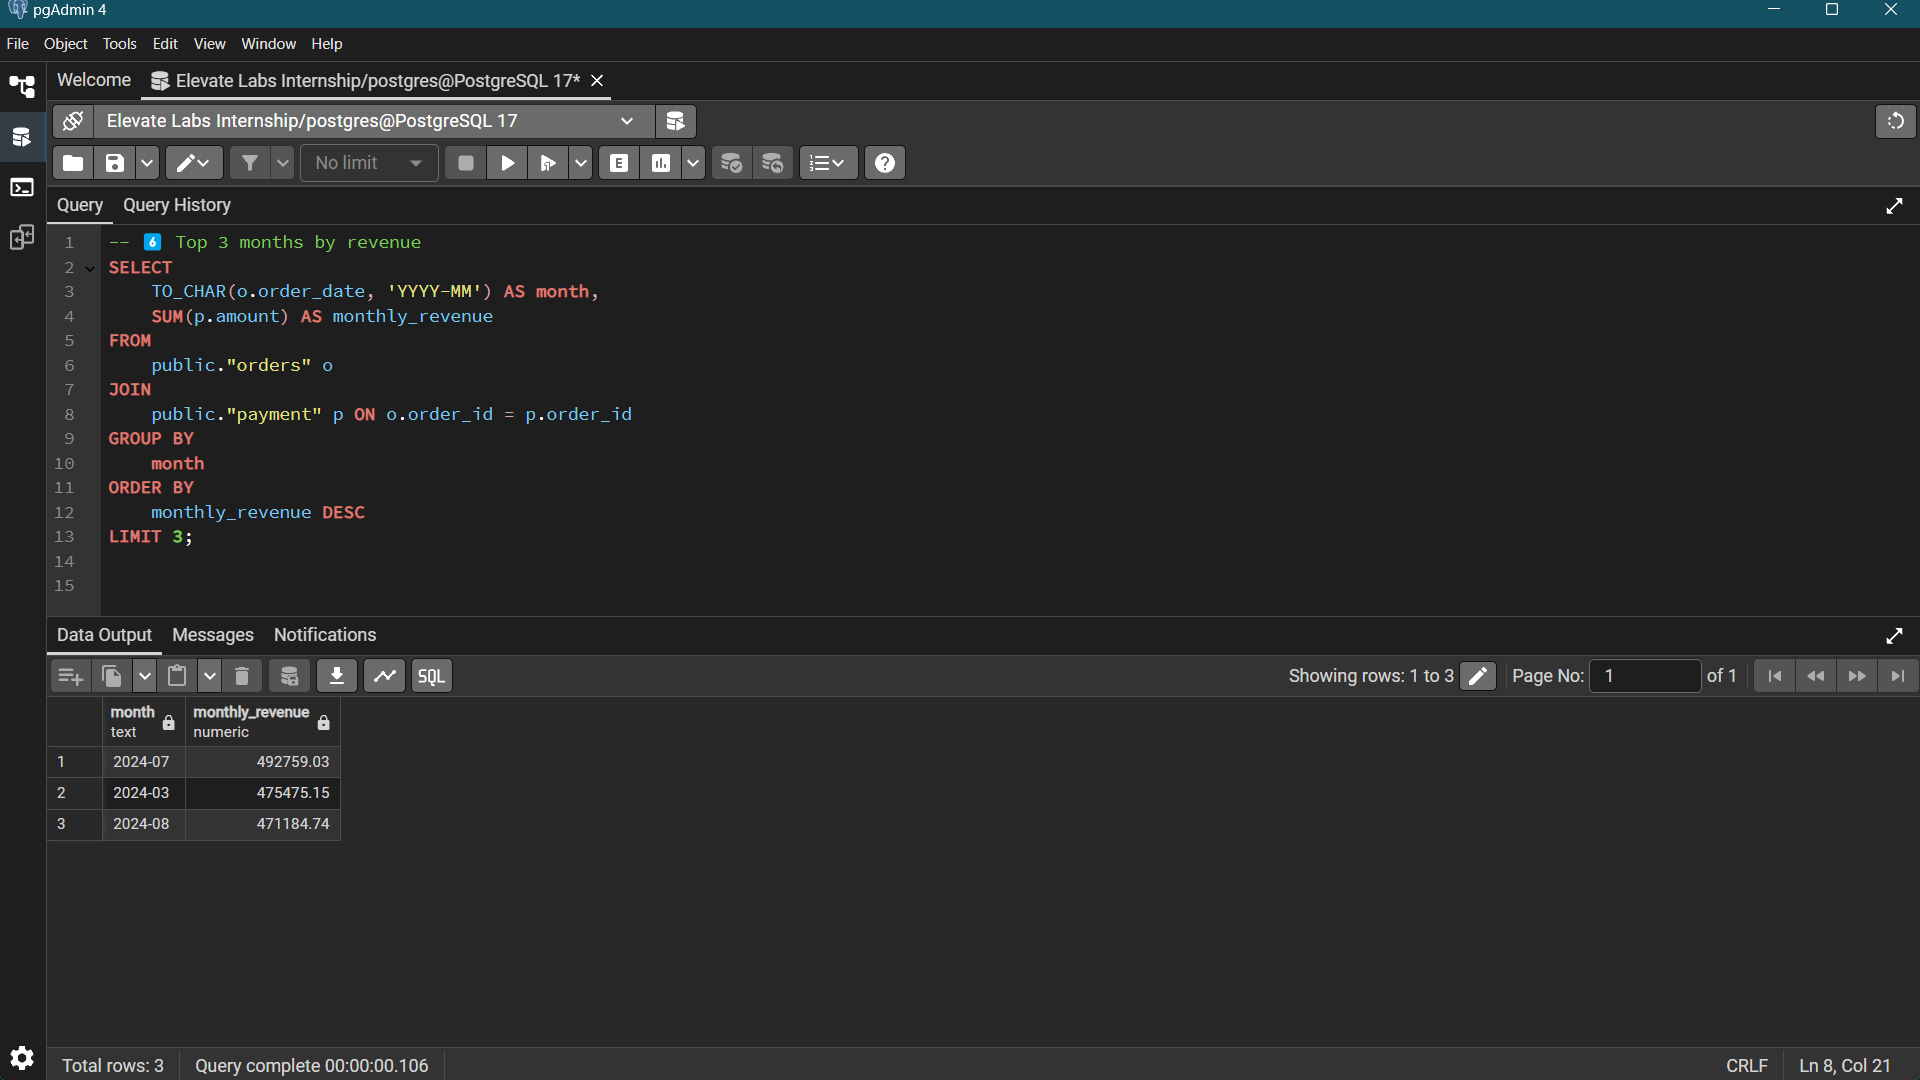 pgAdmin 4
File Object Tools Edit View Window Help
Welcome Elevate Labs Internship/postgres@PostgreSQL 17*
Elevate Labs Internship/postgres@PostgreSQL 17
No limit E
Query Query History
1 -- 6 Top 3 months by revenue
2 SELECT
3 TO_CHAR(o.order_date, 'YYYY-MM') AS month,
4 SUM(p.amount) AS monthly_revenue
5 FROM
6 public."orders" o
7 JOIN
8 public."payment" p ON o.order_id = p.order_id
9 GROUP BY
10 month
11 ORDER BY
12 monthly_revenue DESC
13 LIMIT 3;
14
15
Data Output Messages Notifications
SQL Showing rows: 1 to 3 Page No: 1 of 1
month monthly_revenue
text numeric
1 2024-07 492759.03
2 2024-03 475475.15
3 2024-08 471184.74
Total rows: 3 Query complete 00:00:00.106 CRLF Ln 8, Col 21